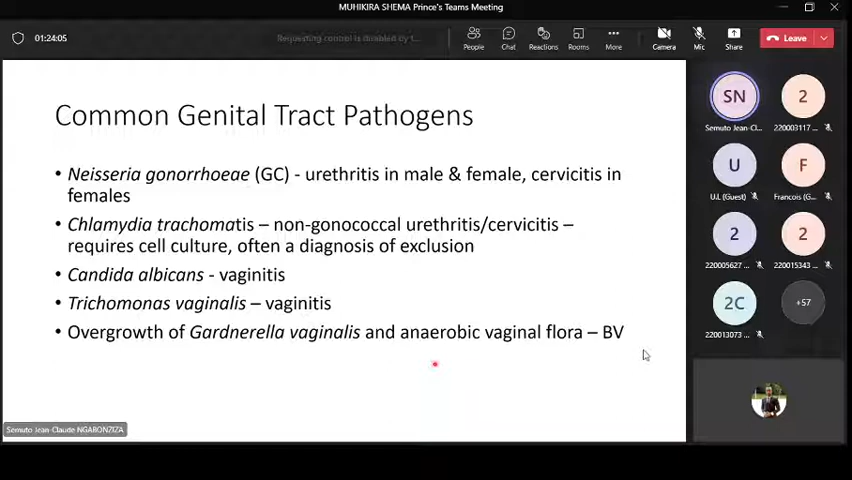 MUHIKIRA SHEMA Prince's Teams Meeting
01:24:05
Requesting control is disabled by t...
People
Chat
Reactions
Rooms
More
Camera
Mic
Share
Leave
Common Genital Tract Pathogens
• Neisseria gonorrhoeae (GC) - urethritis in male & female, cervicitis in
females
• Chlamydia trachomatis – non-gonococcal urethritis/cervicitis –
requires cell culture, often a diagnosis of exclusion
• Candida albicans - vaginitis
• Trichomonas vaginalis – vaginitis
• Overgrowth of Gardnerella vaginalis and anaerobic vaginal flora – BV
Semuto Jean-Claude NGABONZIZA
SN
Semuto Jean-Cl...
2
220003117 ...
U
U.L (Guest)
F
Francois (G...
2
220005627 ...
2
220015343 ...
2C
220013073 ...
+57